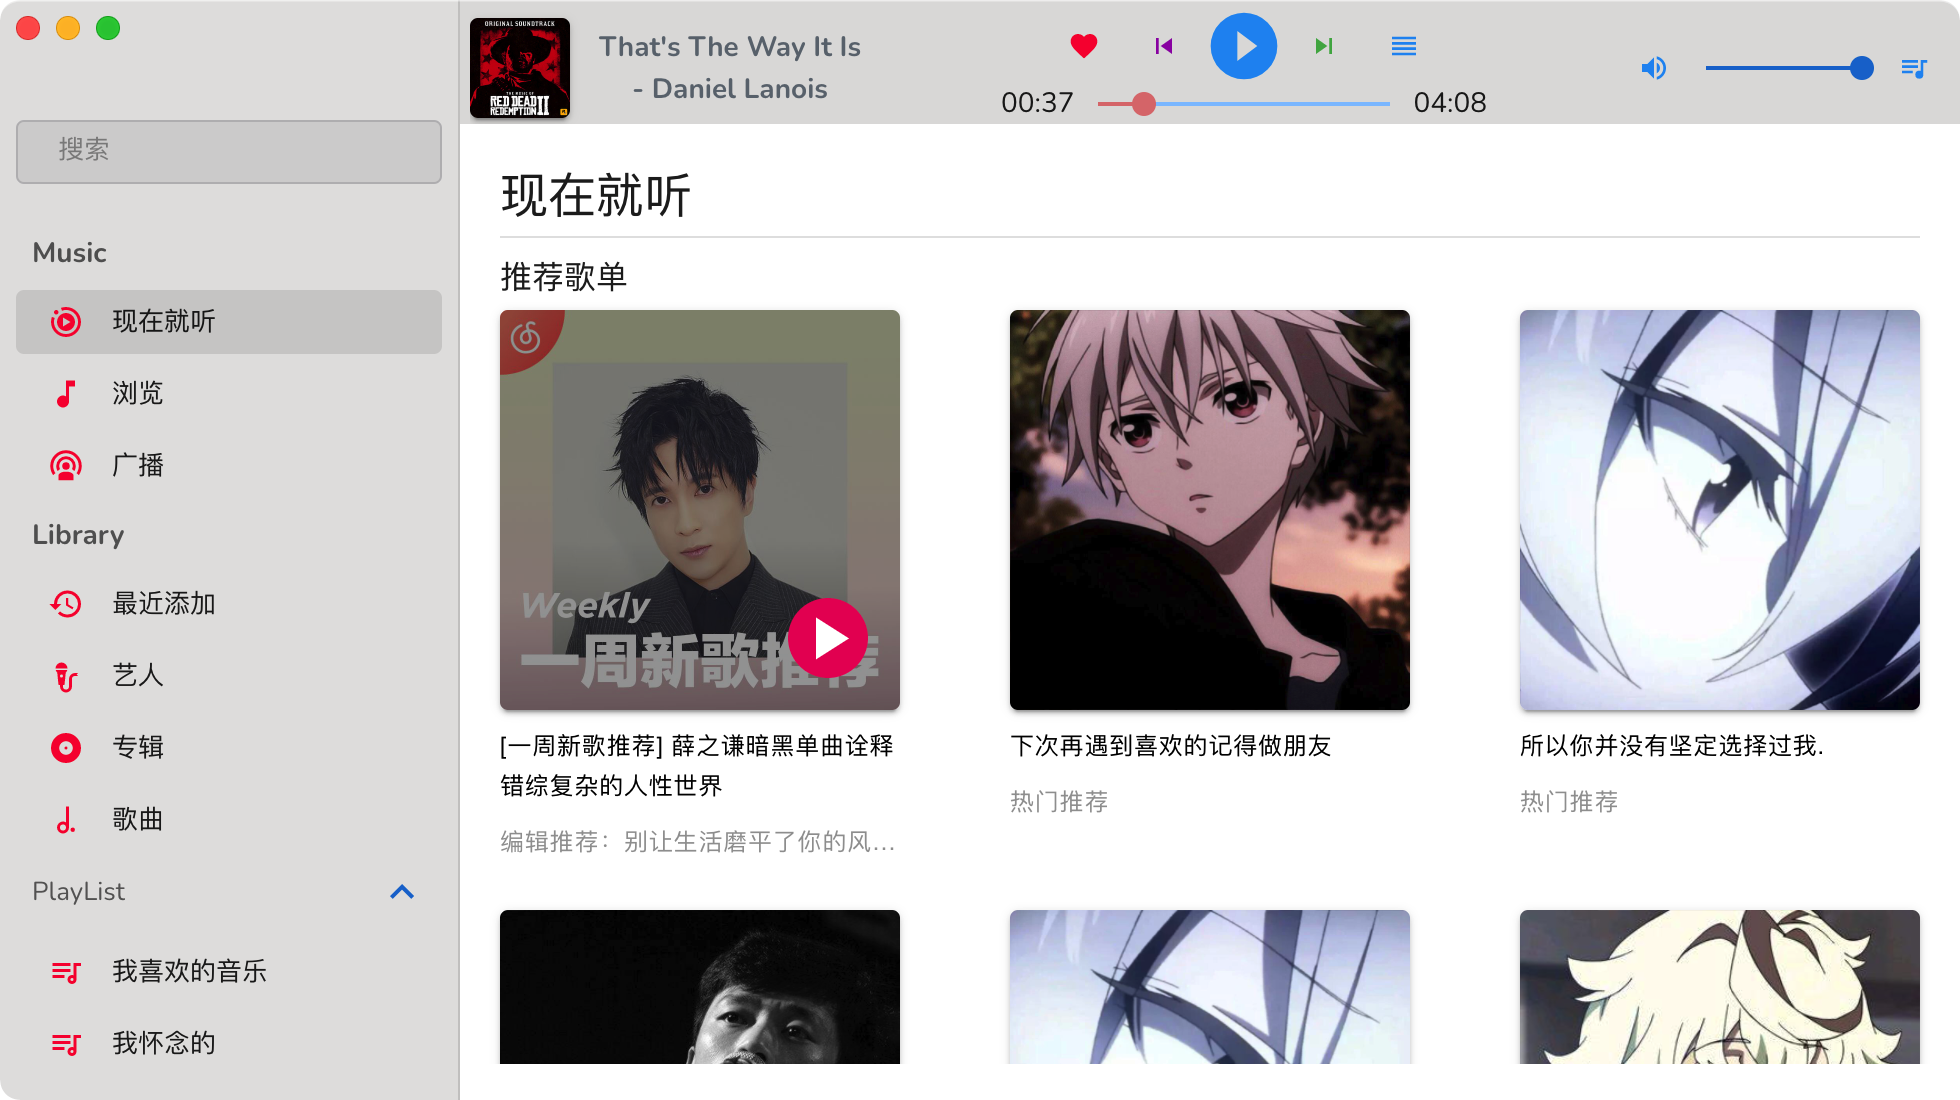 搜索
Music
现在就听
浏览
广播
Library
最近添加
艺人
专辑
歌曲
PlayList
我喜欢的音乐
我怀念的
ORIGINAL SOUNDTRACK
THE MUSIC OF
RED DEAD
REDEMPTION II
That's The Way It Is
- Daniel Lanois
00:37
04:08
现在就听
推荐歌单
Weekly
一周新歌推荐
[一周新歌推荐] 薛之谦暗黑单曲诠释
错综复杂的人性世界
编辑推荐：别让生活磨平了你的风...
下次再遇到喜欢的记得做朋友
热门推荐
所以你并没有坚定选择过我.
热门推荐